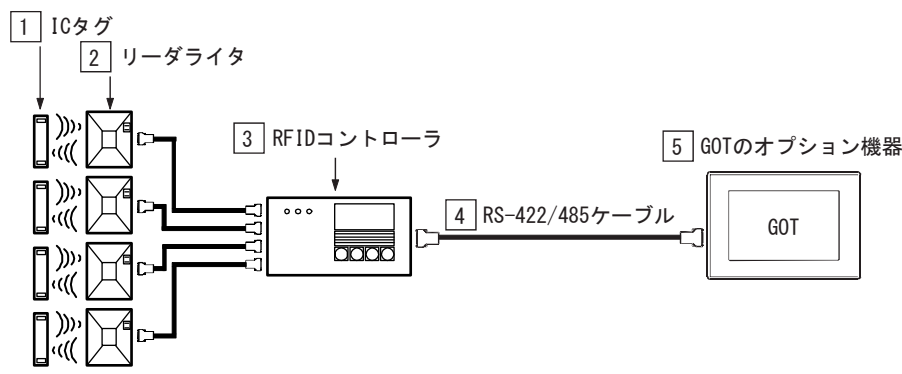 1 ICタグ
2 リーダライタ
3 RFIDコントローラ
4 RS-422/485ケーブル
5 GOTのオプション機器
GOT